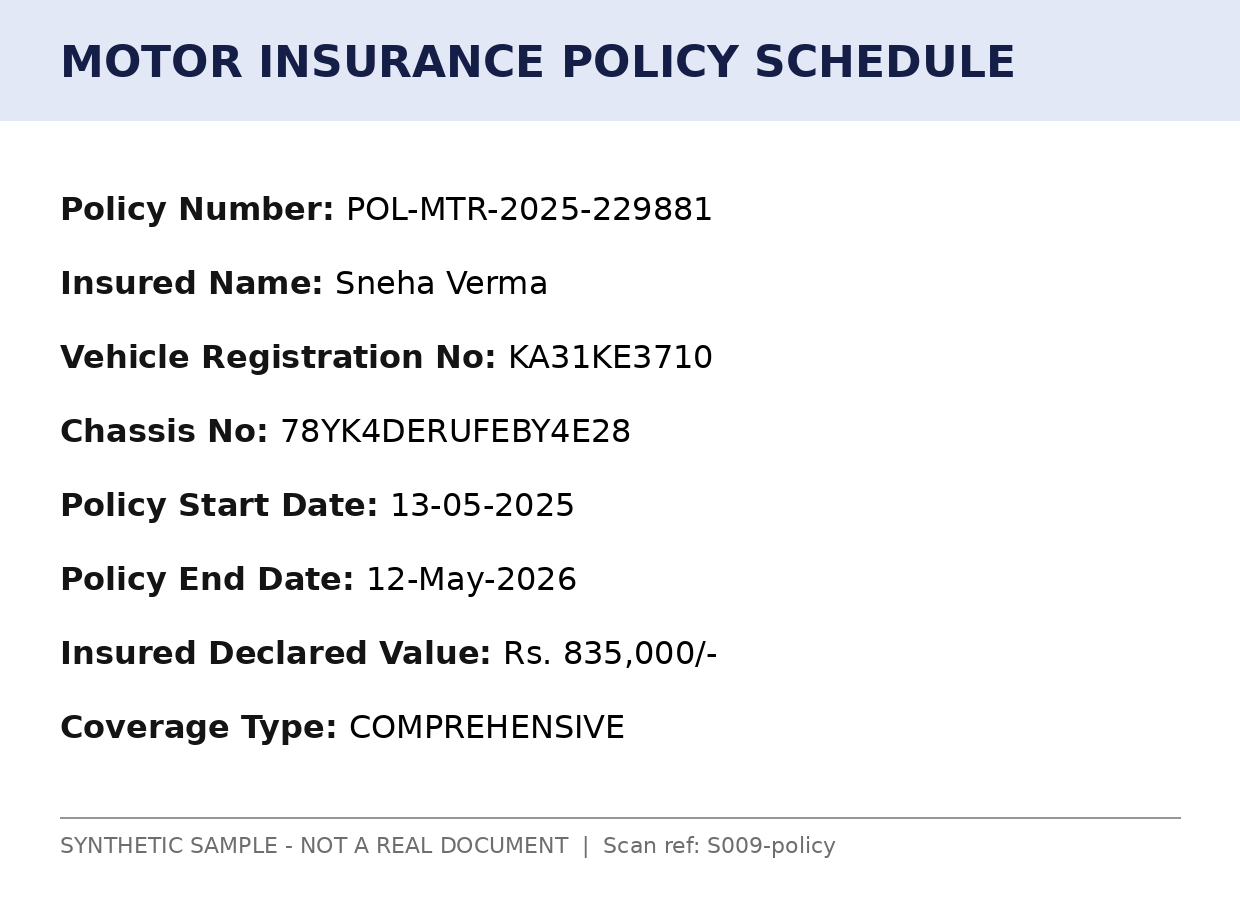 MOTOR INSURANCE POLICY SCHEDULE
Policy Number: POL-MTR-2025-229881
Insured Name: Sneha Verma
Vehicle Registration No: KA31KE3710
Chassis No: 78YK4DERUFEBY4E28
Policy Start Date: 13-05-2025
Policy End Date: 12-May-2026
Insured Declared Value: Rs. 835,000/-
Coverage Type: COMPREHENSIVE
SYNTHETIC SAMPLE - NOT A REAL DOCUMENT | Scan ref: S009-policy